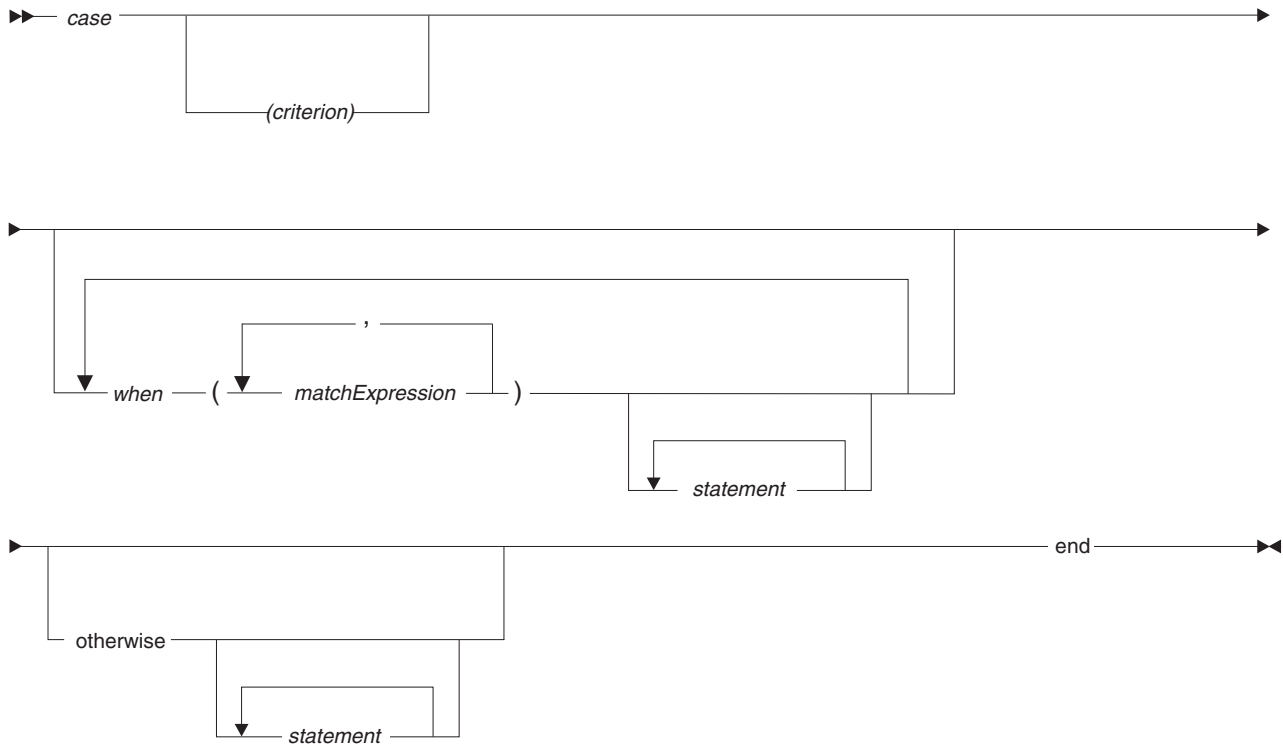 case
(criterion)
,
when ( matchExpression )
statement
end
otherwise
statement